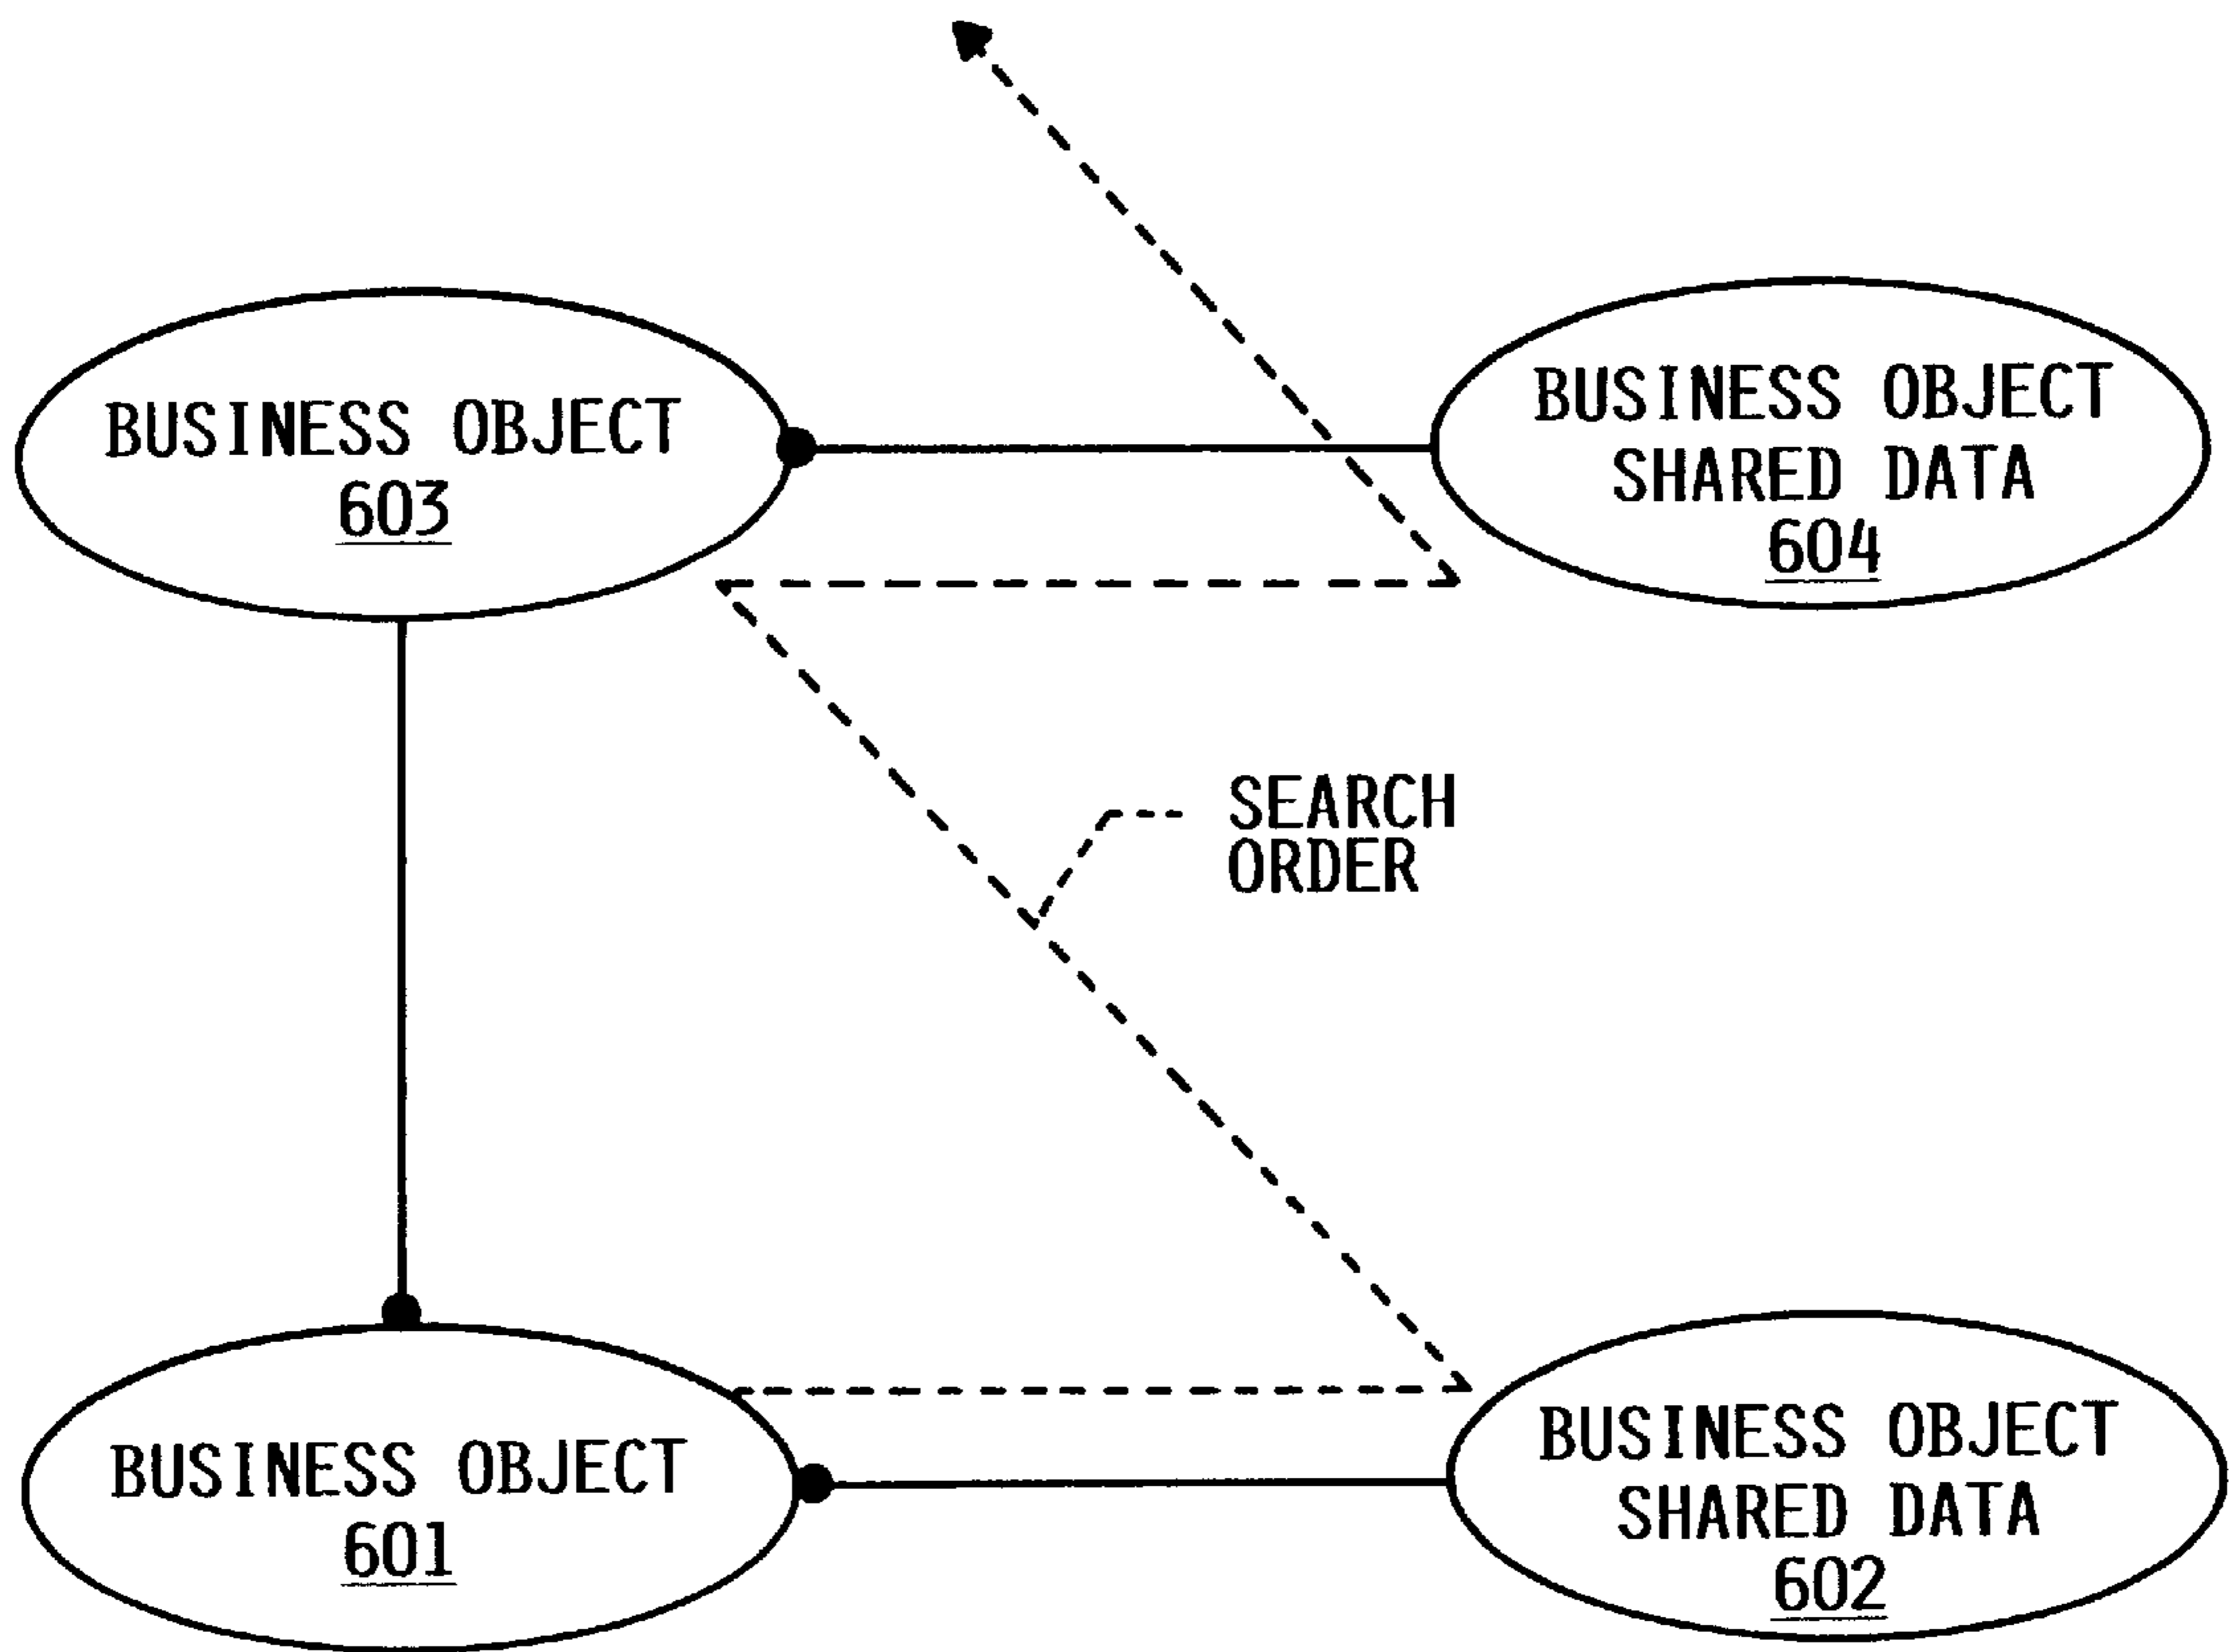 BUSINESS OBJECT
603
BUSINESS OBJECT
SHARED DATA
604
SEARCH
ORDER
BUSINESS OBJECT
601
BUSINESS OBJECT
SHARED DATA
602